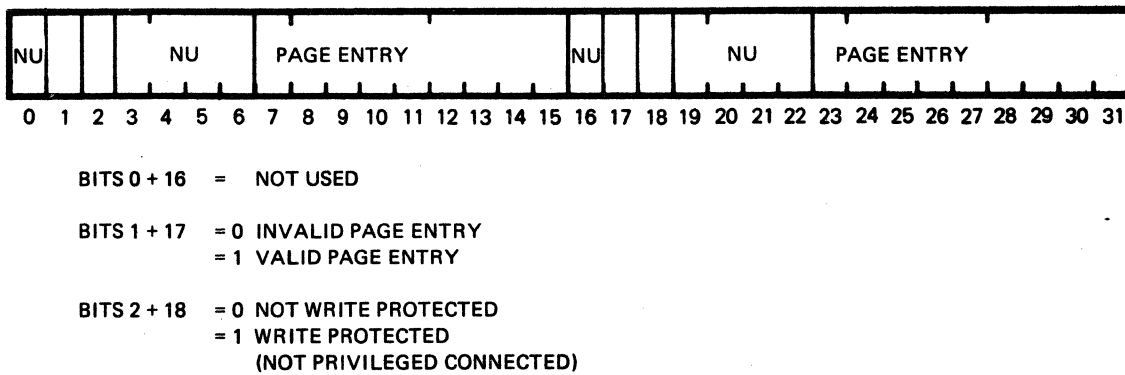 NU NU PAGE ENTRY NU NU PAGE ENTRY
0 1 2 3 4 5 6 7 8 9 10 11 12 13 14 15 16 17 18 19 20 21 22 23 24 25 26 27 28 29 30 31
BITS 0 + 16 = NOT USED
BITS 1 + 17 = 0 INVALID PAGE ENTRY
= 1 VALID PAGE ENTRY
BITS 2 + 18 = 0 NOT WRITE PROTECTED
= 1 WRITE PROTECTED
(NOT PRIVILEGED CONNECTED)